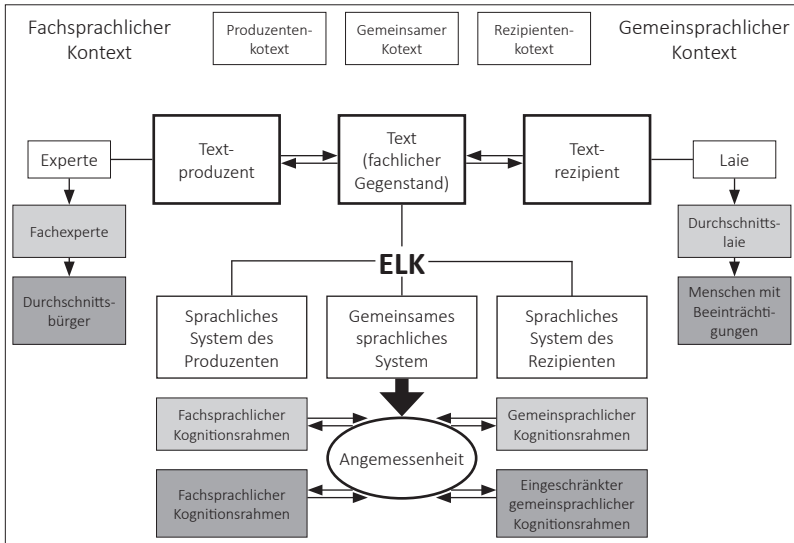 Fachsprachlicher
Kontext
Produzenten-
kotext
Gemeinsamer
Kotext
Rezipienten-
kotext
Gemeinsprachlicher
Kontext
Experte
Text-
produzent
Text
(fachlicher
Gegenstand)
Text-
rezipient
Laie
Fachexperte
Durchschnitts-
laie
ELK
Durchschnitts-
bürger
Sprachliches
System des
Produzenten
Gemeinsames
sprachliches
System
Sprachliches
System des
Rezipienten
Menschen mit
Beeinträchti-
gungen
Fachsprachlicher
Kognitionsrahmen
Gemeinsprachlicher
Kognitionsrahmen
Angemessenheit
Fachsprachlicher
Kognitionsrahmen
Eingeschränkter
gemeinsprachlicher
Kognitionsrahmen